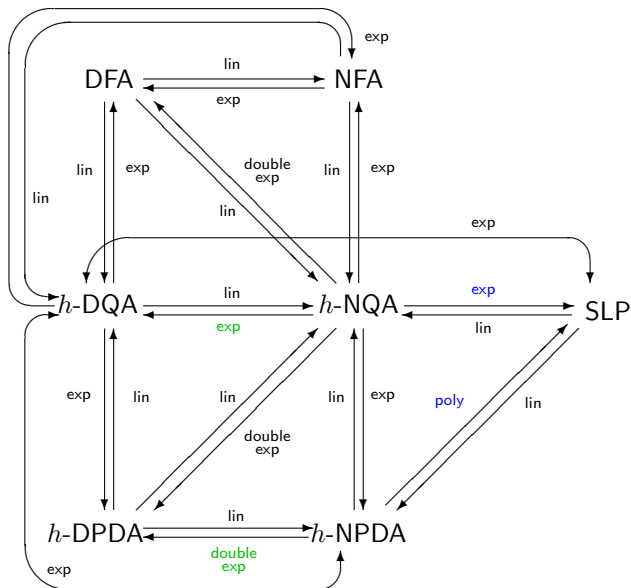 exp
DFA lin NFA
exp
lin exp double lin exp
exp
lin lin
exp
h-DQA lin h-NQA exp SLP
exp lin
exp lin lin double lin exp poly lin
exp
h-DPDA lin h-NPDA
double
exp exp